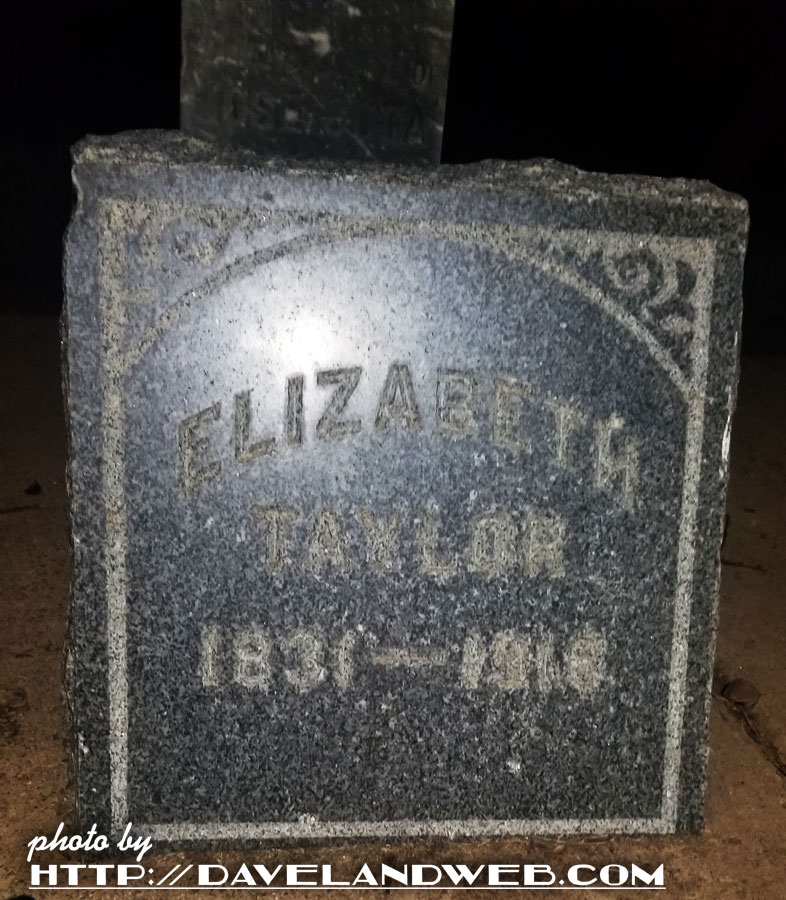 ELIZABETH
TAYLOR
1831—1918
photo by
HTTP://DAVELANDWEB.COM